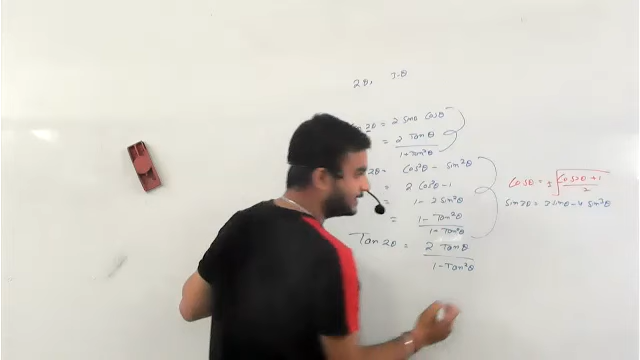 2θ, 3θ
2θ = 2 Sinθ Cosθ
= 2 Tanθ / 1+Tan²θ
2θ = Cos²θ - Sin²θ
= 2 Cos²θ - 1
= 1 - 2 Sin²θ
= 1 - Tan²θ / 1 - Tan²θ
Tan 2θ = 2 Tanθ / 1 - Tan²θ
Cosθ = ± √Cos2θ + 1 / 2
Sin3θ = 3 Sinθ - 4 Sin³θ